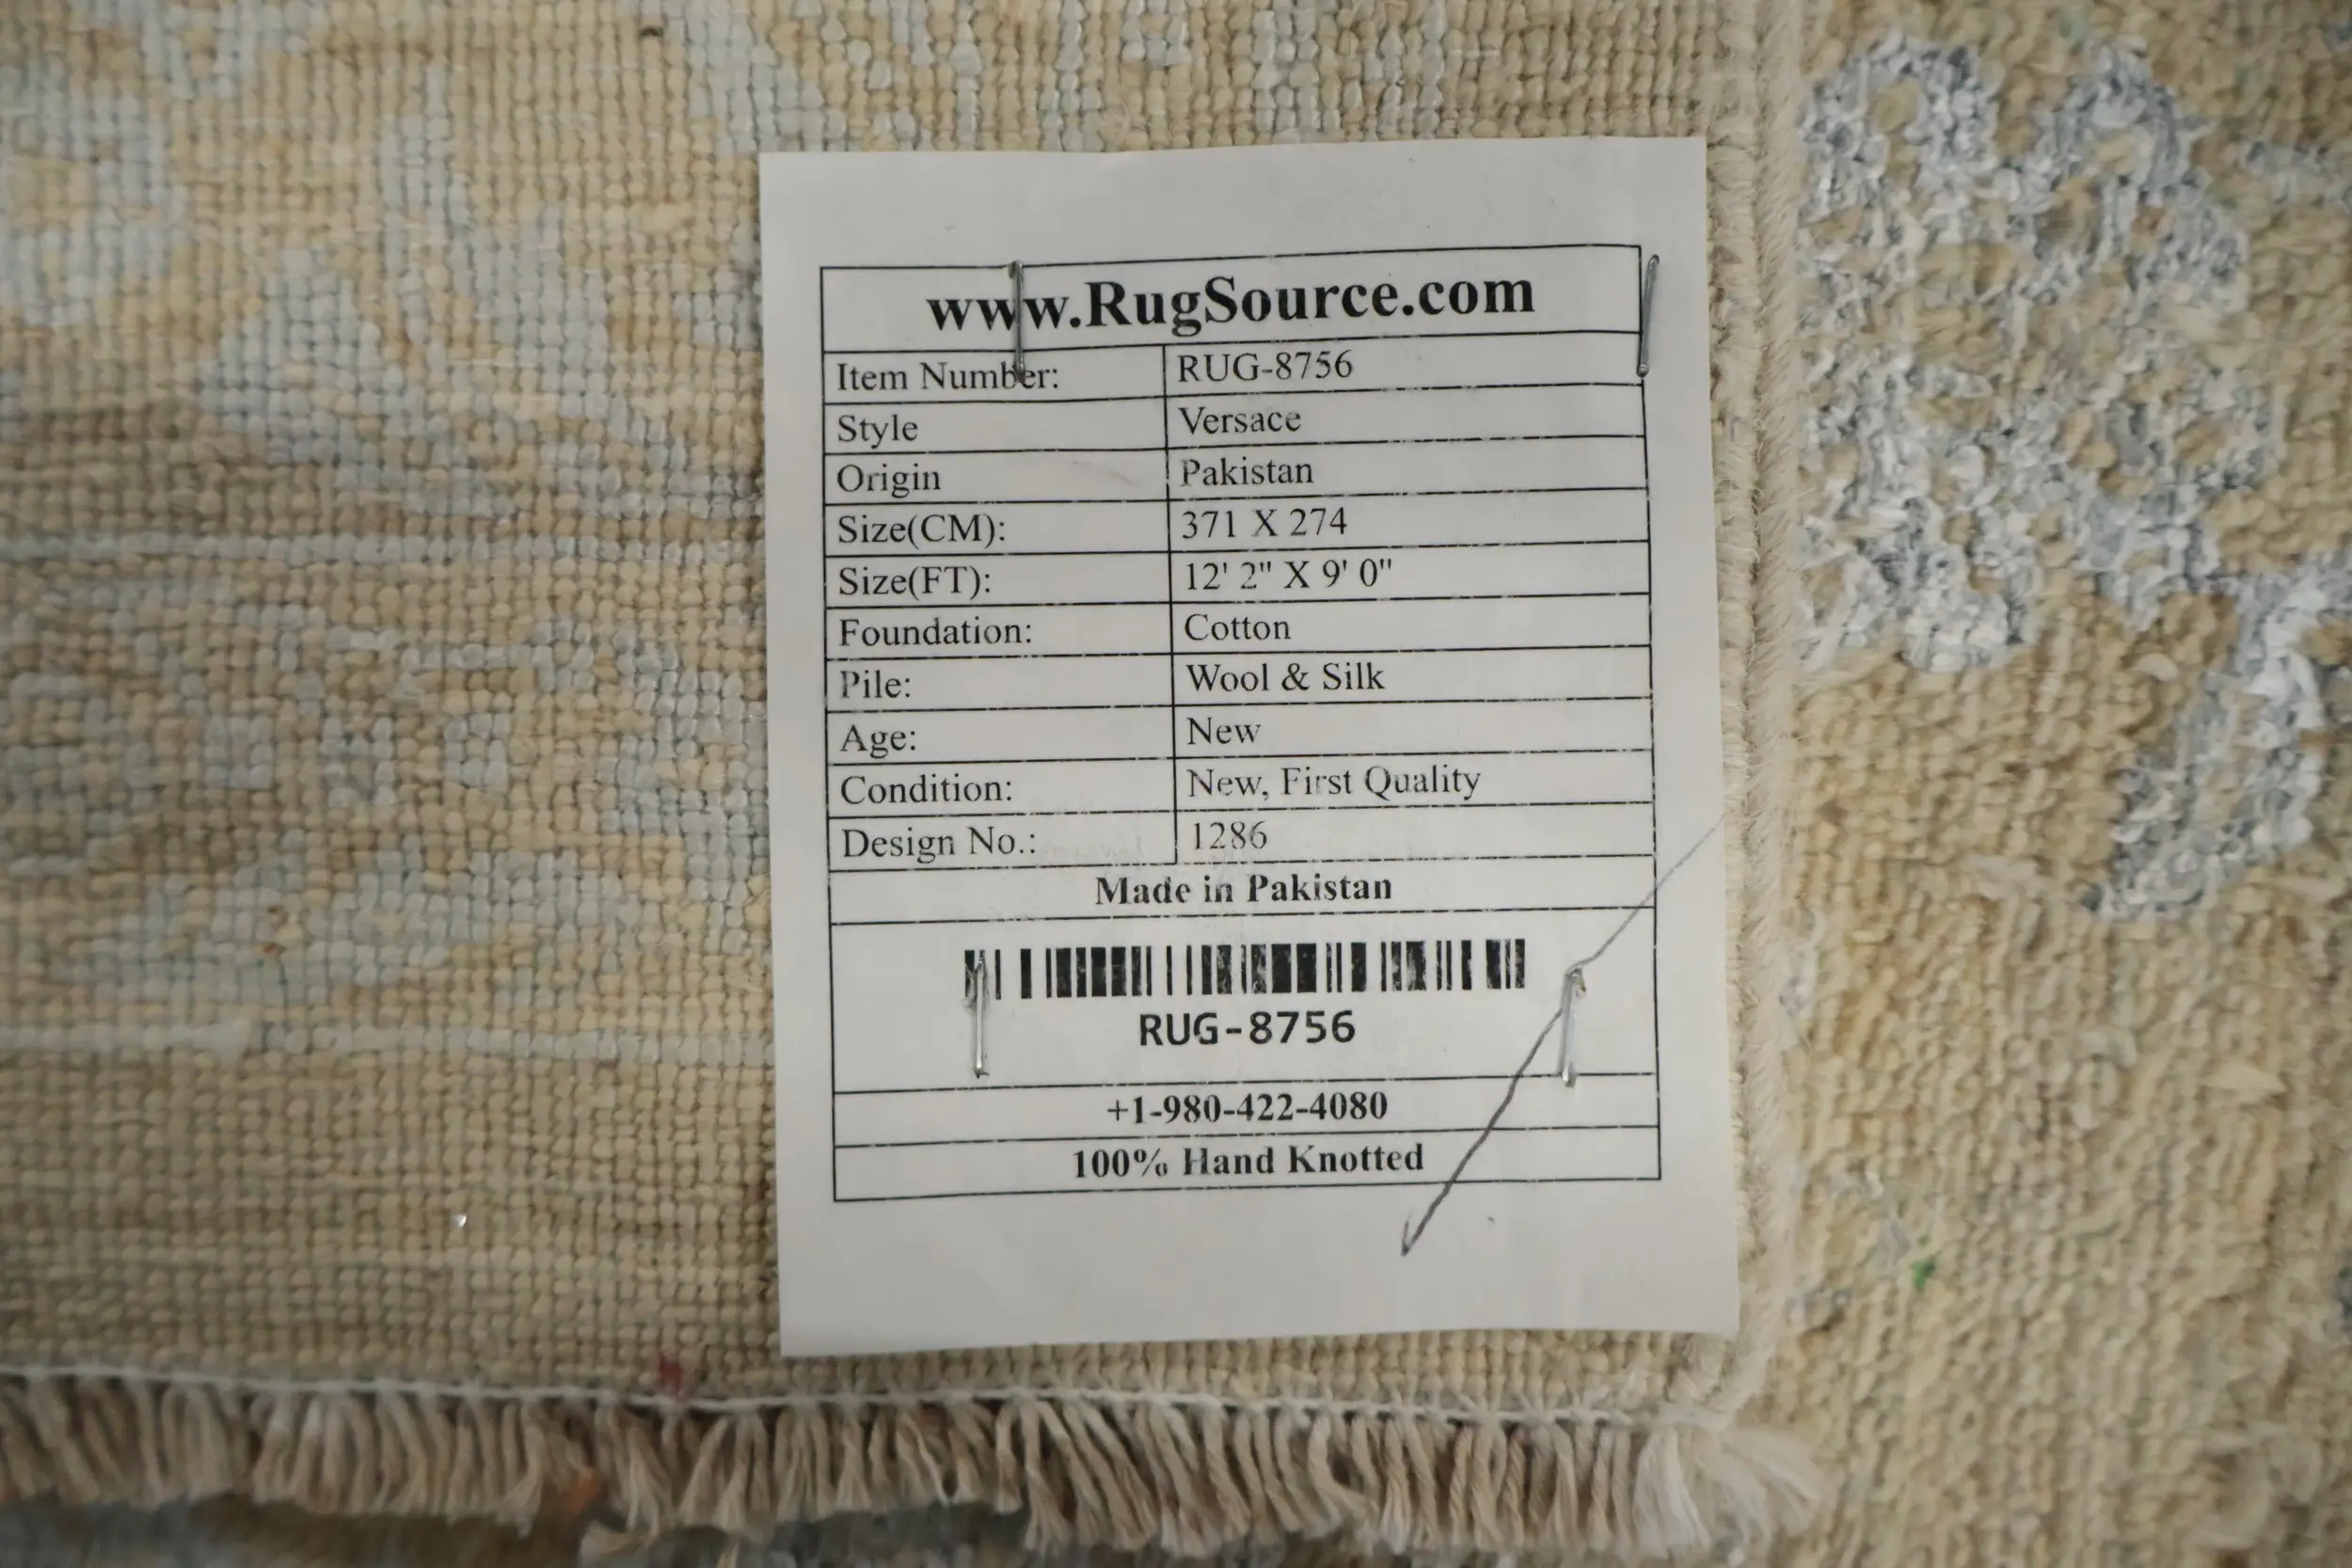 www.RugSource.com
Item Number: RUG-8756
Style Versace
Origin Pakistan
Size(CM): 371 X 274
Size(FT): 12' 2" X 9' 0"
Foundation: Cotton
Pile: Wool & Silk
Age: New
Condition: New, First Quality
Design No.: 1286
Made in Pakistan
RUG-8756
+1-980-422-4080
100% Hand Knotted